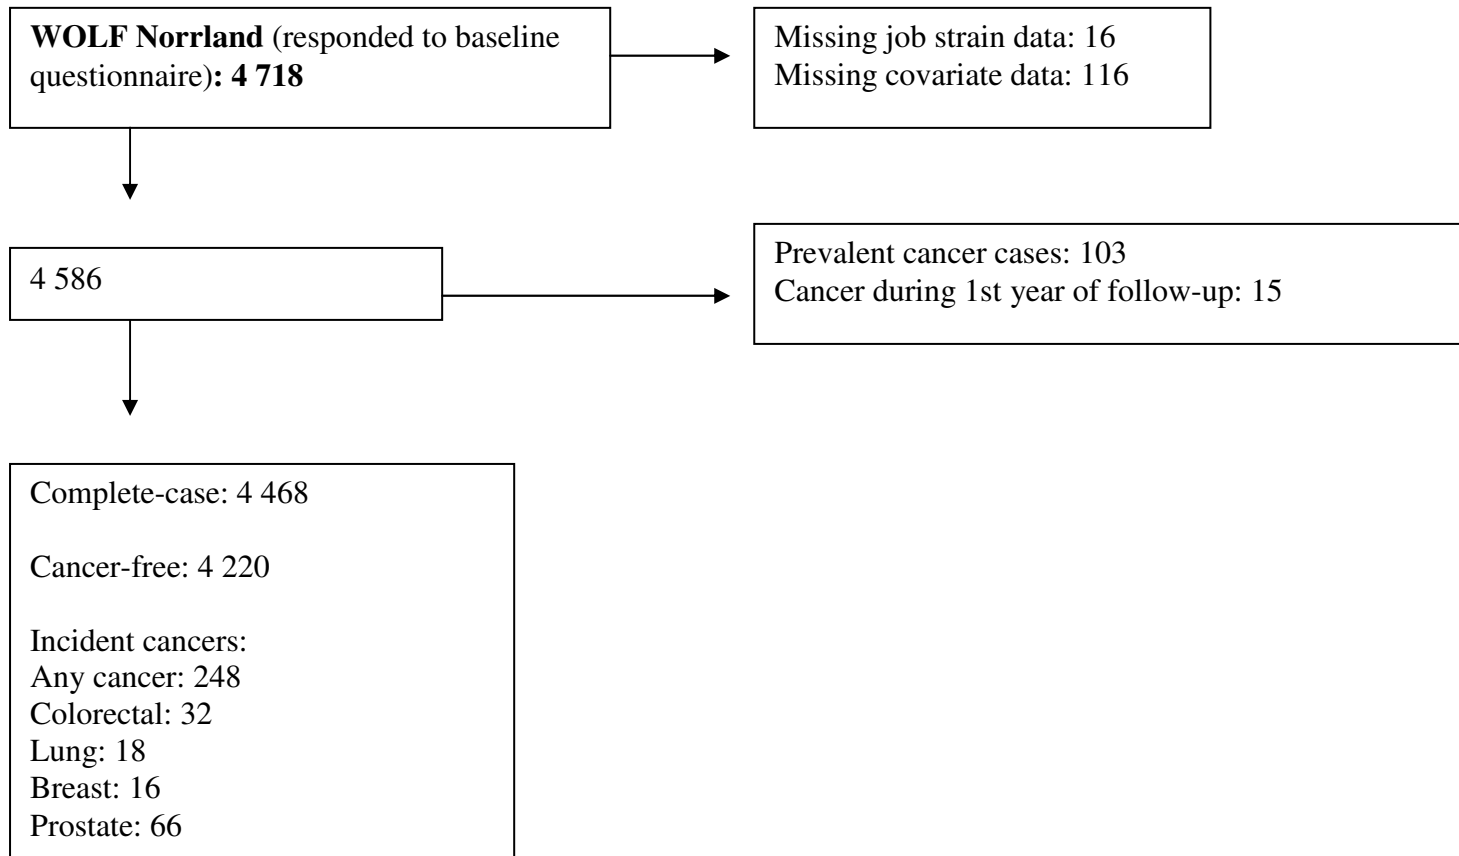 WOLF Norrland (responded to baseline
questionnaire): 4 718
Missing job strain data: 16
Missing covariate data: 116
4 586
Prevalent cancer cases: 103
Cancer during 1st year of follow-up: 15
Complete-case: 4 468
Cancer-free: 4 220
Incident cancers:
Any cancer: 248
Colorectal: 32
Lung: 18
Breast: 16
Prostate: 66